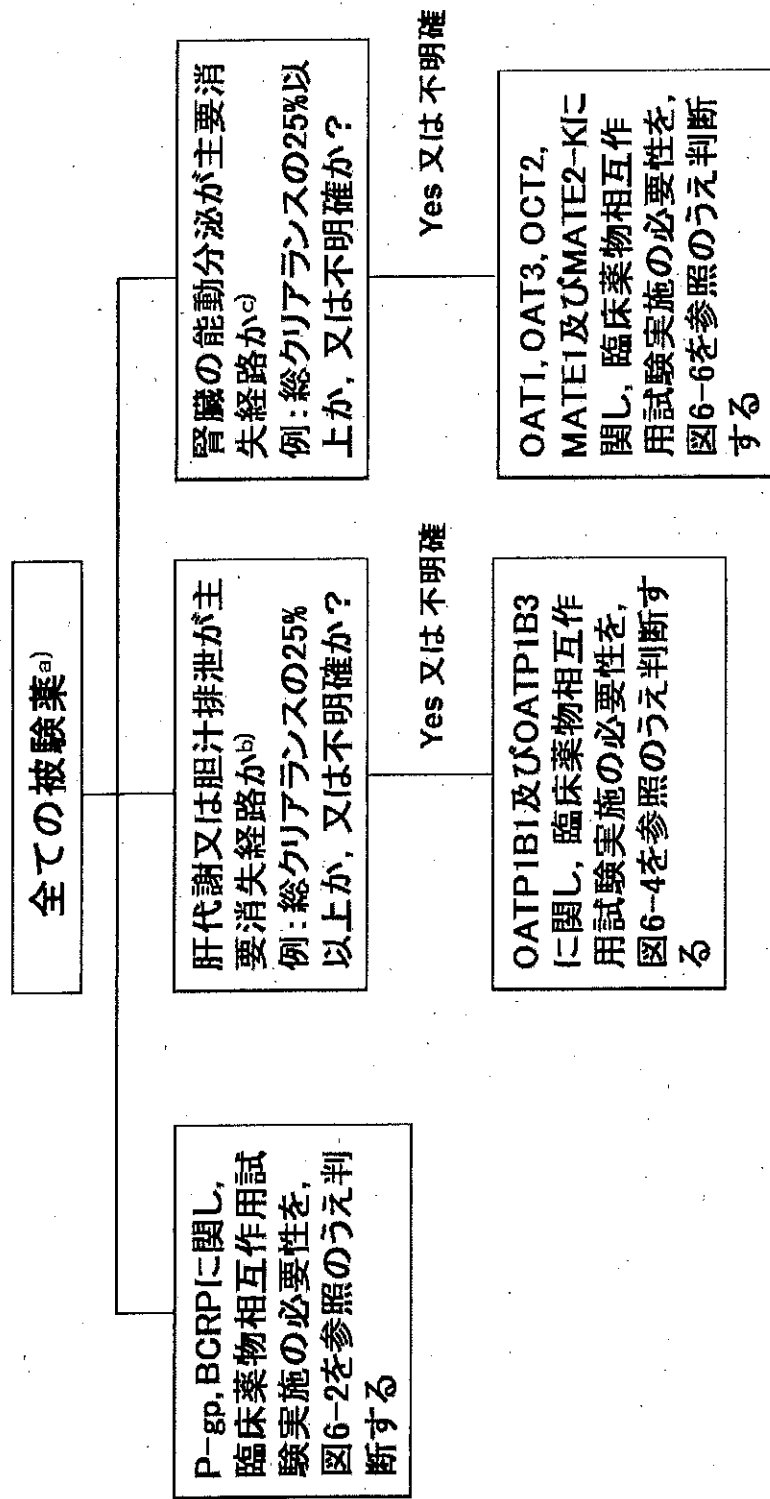 全ての被験薬a)
P-gp, BCRPに関し,
臨床薬物相互作用試
験実施の必要性を,
図6-2を参照のうえ判
断する
肝代謝又は胆汁排泄が主
要消失経路かb)
例:総クリアランスの25%
以上か, 又は不明確か?
Yes 又は 不明確
OATP1B1及びOATP1B3
に関し, 臨床薬物相互作
用試験実施の必要性を,
図6-4を参照のうえ判断す
る
腎臓の能動分泌が主要消
失経路かc)
例:総クリアランスの25%以
上か, 又は不明確か?
Yes 又は 不明確
OAT1, OAT3, OCT2,
MATE1及びMATE2-Kに
関し, 臨床薬物相互作
用試験実施の必要性を,
図6-6を参照のうえ判断
する